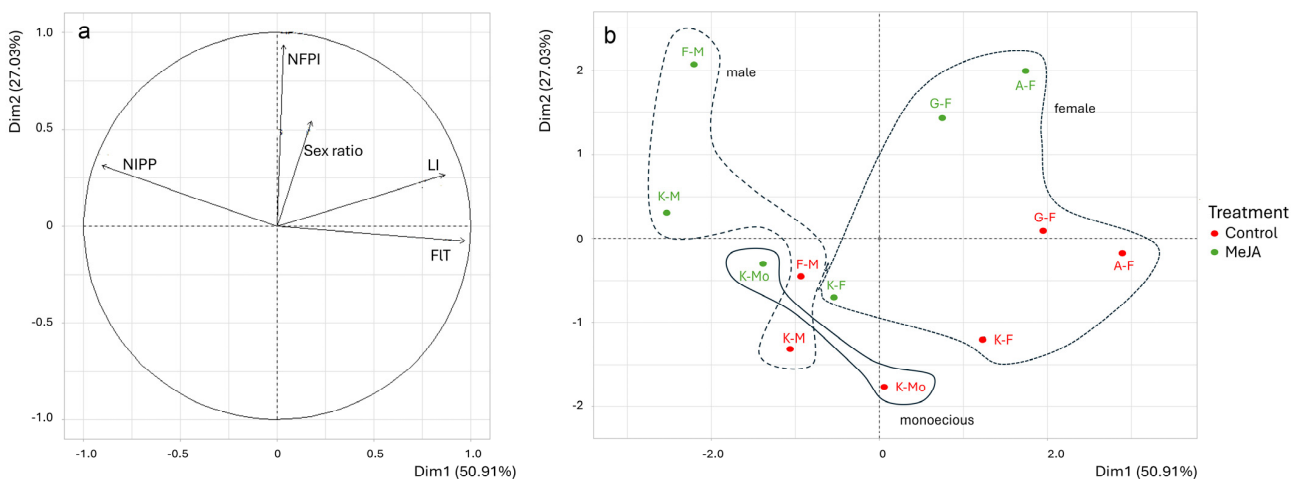 a
Dim2 (27.03%)
1.0
0.5
0
-0.5
-1.0
NFPI
Sex ratio
NIPP
LI
FlT
-1.0
-0.5
0
0.5
1.0
Dim1 (50.91%)
b
Dim2 (27.03%)
2
1
0
-1
-2
F-M
male
A-F
G-F
female
K-M
G-F
F-M
A-F
K-Mo
K-F
K-M
K-F
K-Mo
monoecious
-2.0
0
2.0
Dim1 (50.91%)
Treatment
Control
MeJA